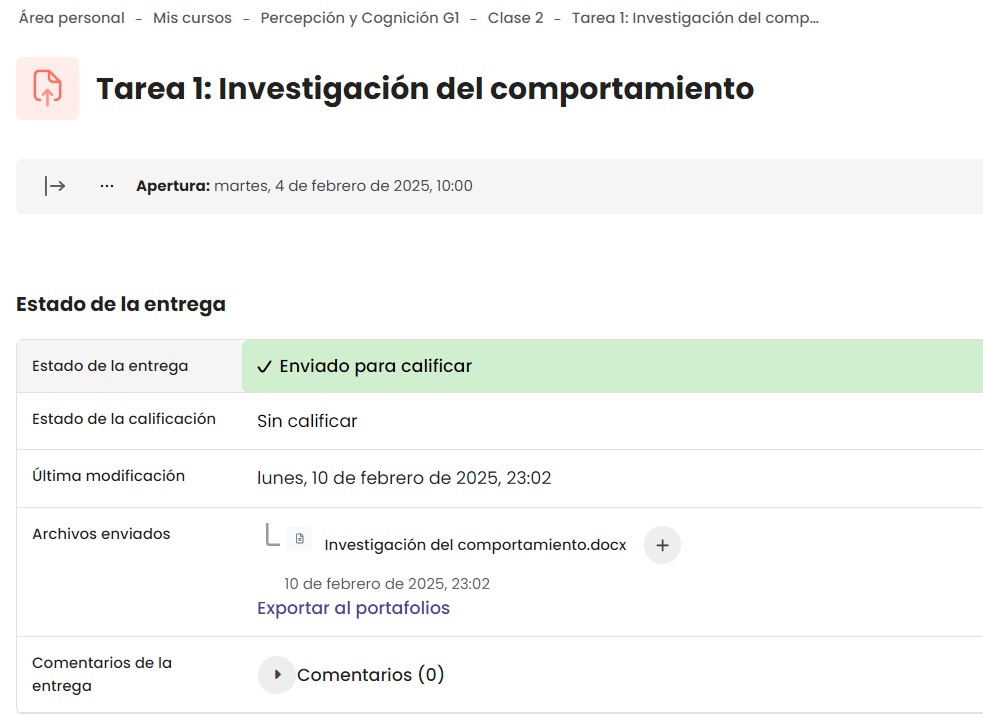 Área personal - Mis cursos - Percepción y Cognición G1 - Clase 2 - Tarea 1: Investigación del comp...
Tarea 1: Investigación del comportamiento
... Apertura: martes, 4 de febrero de 2025, 10:00
Estado de la entrega
Estado de la entrega ✓ Enviado para calificar
Estado de la calificación Sin calificar
Última modificación lunes, 10 de febrero de 2025, 23:02
Archivos enviados Investigación del comportamiento.docx +
10 de febrero de 2025, 23:02
Exportar al portafolios
Comentarios de la
entrega
Comentarios (0)